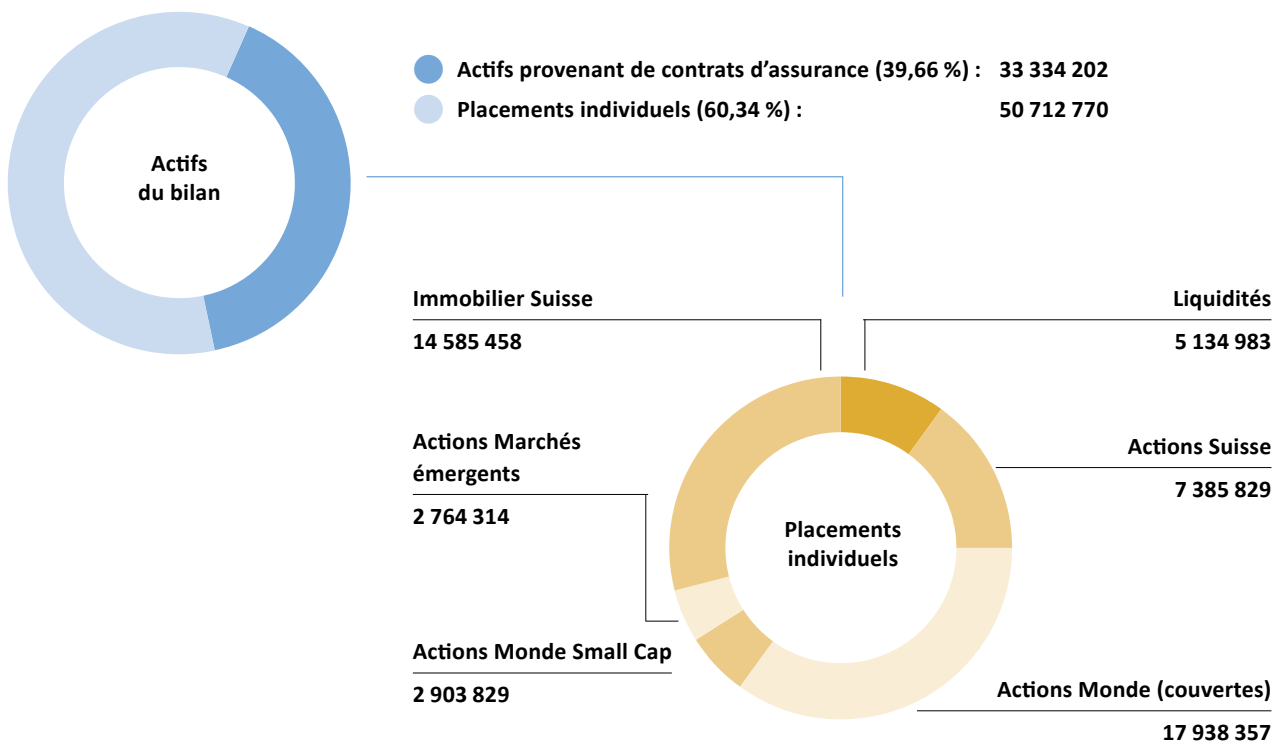 Actifs provenant de contrats d'assurance (39,66 %) : 33 334 202
Placements individuels (60,34 %) : 50 712 770
Actifs
du bilan
Immobilier Suisse
14 585 458
Liquidités
5 134 983
Actions Marchés
émergents
2 764 314
Actions Suisse
7 385 829
Placements
individuels
Actions Monde Small Cap
2 903 829
Actions Monde (couvertes)
17 938 357